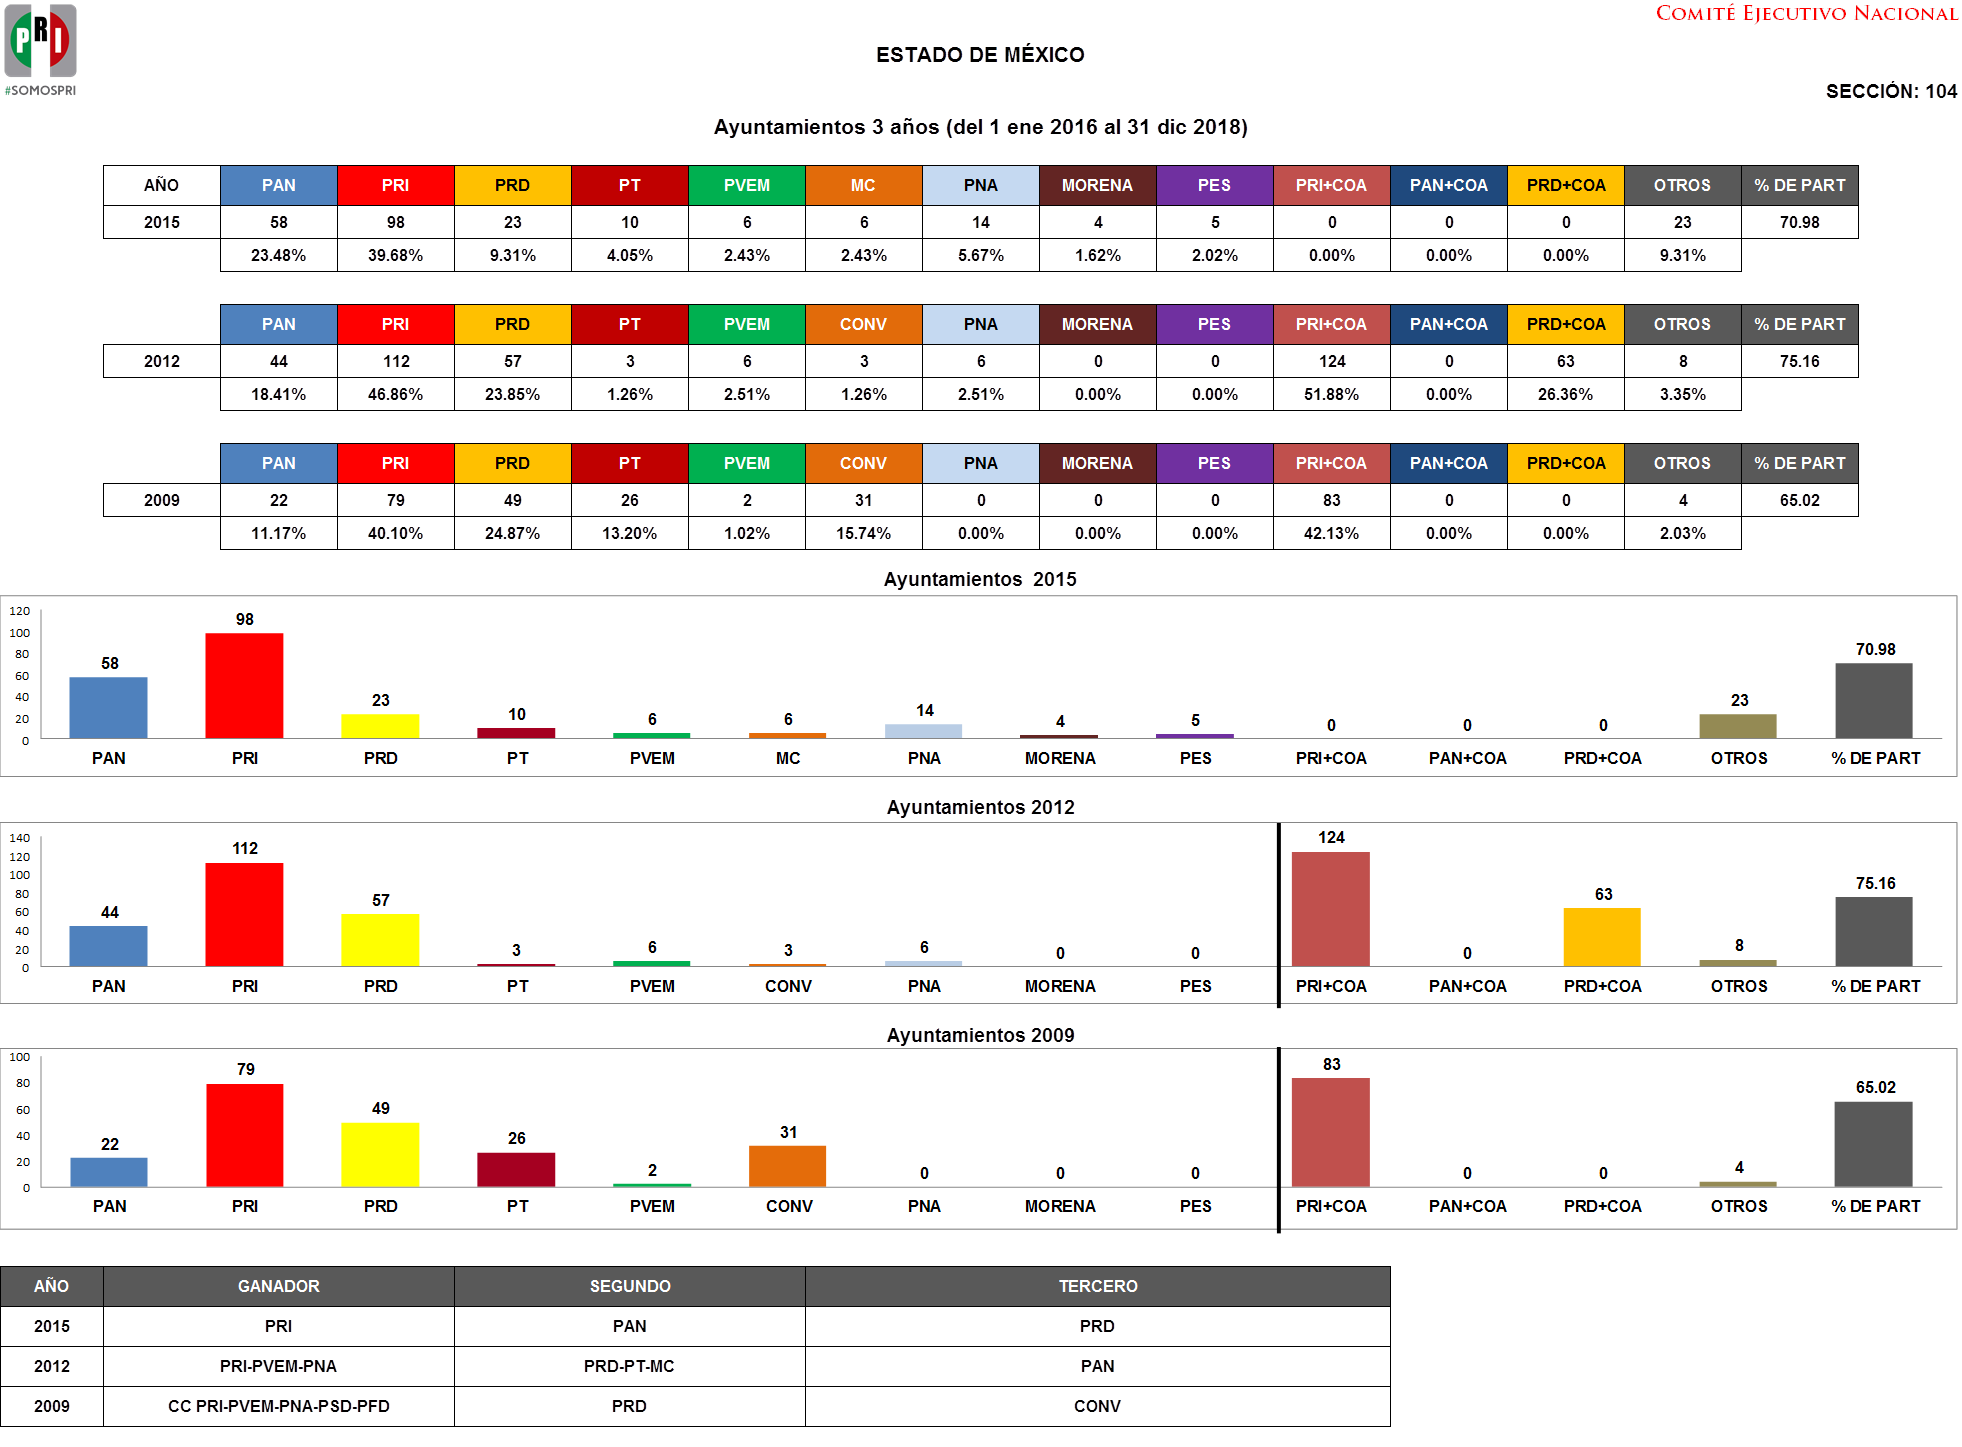 PRI
#SOMOSPRI
COMITÉ EJECUTIVO NACIONAL
ESTADO DE MÉXICO
SECCIÓN: 104
Ayuntamientos 3 años (del 1 ene 2016 al 31 dic 2018)
AÑO PAN PRI PRD PT PVEM MC PNA MORENA PES PRI+COA PAN+COA PRD+COA OTROS % DE PART
2015 58 98 23 10 6 6 14 4 5 0 0 0 23 70.98
23.48% 39.68% 9.31% 4.05% 2.43% 2.43% 5.67% 1.62% 2.02% 0.00% 0.00% 0.00% 9.31%
PAN PRI PRD PT PVEM CONV PNA MORENA PES PRI+COA PAN+COA PRD+COA OTROS % DE PART
2012 44 112 57 3 6 3 6 0 0 124 0 63 8 75.16
18.41% 46.86% 23.85% 1.26% 2.51% 1.26% 2.51% 0.00% 0.00% 51.88% 0.00% 26.36% 3.35%
PAN PRI PRD PT PVEM CONV PNA MORENA PES PRI+COA PAN+COA PRD+COA OTROS % DE PART
2009 22 79 49 26 2 31 0 0 0 83 0 0 4 65.02
11.17% 40.10% 24.87% 13.20% 1.02% 15.74% 0.00% 0.00% 0.00% 42.13% 0.00% 0.00% 2.03%
Ayuntamientos 2015
120
100
80
60
40
20
0
58 98 23 10 6 6 14 4 5 0 0 0 23 70.98
PAN PRI PRD PT PVEM MC PNA MORENA PES PRI+COA PAN+COA PRD+COA OTROS % DE PART
Ayuntamientos 2012
140
120
100
80
60
40
20
0
44 112 57 3 6 3 6 0 0 124 0 63 8 75.16
PAN PRI PRD PT PVEM CONV PNA MORENA PES PRI+COA PAN+COA PRD+COA OTROS % DE PART
Ayuntamientos 2009
100
80
60
40
20
0
22 79 49 26 2 31 0 0 0 83 0 0 4 65.02
PAN PRI PRD PT PVEM CONV PNA MORENA PES PRI+COA PAN+COA PRD+COA OTROS % DE PART
AÑO GANADOR SEGUNDO TERCERO
2015 PRI PAN PRD
2012 PRI-PVEM-PNA PRD-PT-MC PAN
2009 CC PRI-PVEM-PNA-PSD-PFD PRD CONV